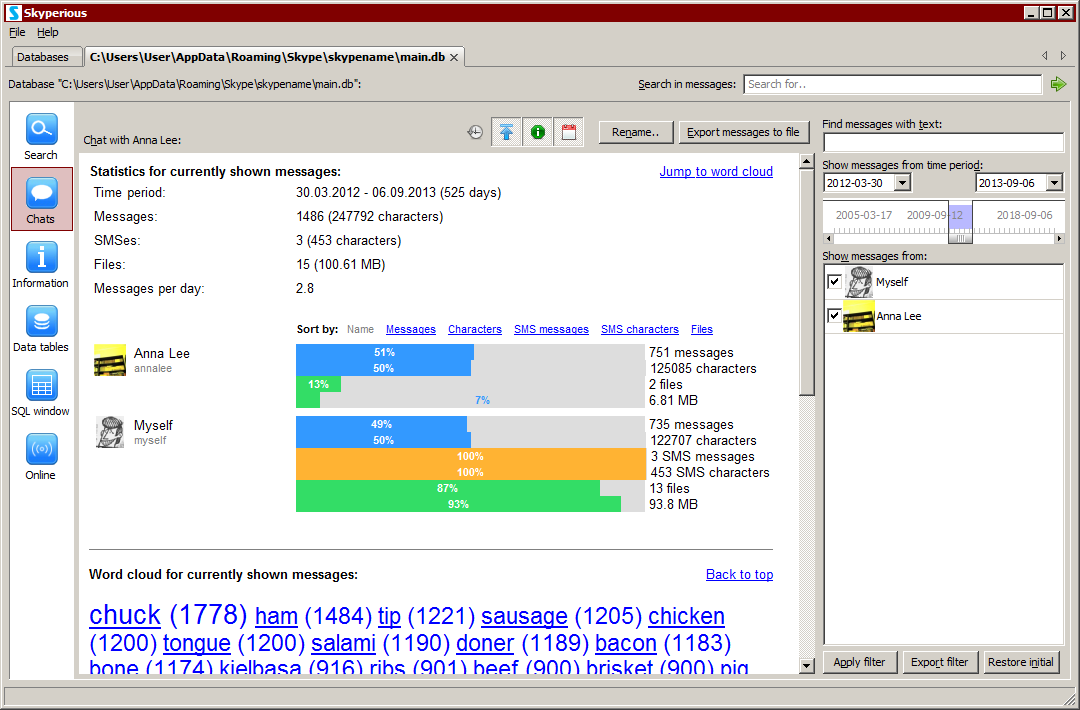 Skyperious
File Help
Databases C:\Users\User\AppData\Roaming\Skype\skypename\main.db
Database "C:\Users\User\AppData\Roaming\Skype\skypename\main.db":
Search in messages: Search for..
Search
Chats
Information
Data tables
SQL window
Online
Chat with Anna Lee:
Rename.. Export messages to file
Statistics for currently shown messages: Jump to word cloud
Time period: 30.03.2012 - 06.09.2013 (525 days)
Messages: 1486 (247792 characters)
SMSes: 3 (453 characters)
Files: 15 (100.61 MB)
Messages per day: 2.8
Sort by: Name Messages Characters SMS messages SMS characters Files
Anna Lee 51% 751 messages
annalee 50% 125085 characters
13% 2 files
7% 6.81 MB
Myself 49% 735 messages
myself 50% 122707 characters
100% 3 SMS messages
100% 453 SMS characters
87% 13 files
93% 93.8 MB
Word cloud for currently shown messages: Back to top
chuck (1778) ham (1484) tip (1221) sausage (1205) chicken
(1200) tongue (1200) salami (1190) doner (1189) bacon (1183)
bone (1174) kielbasa (916) ribs (901) beef (900) brisket (900) pig
Find messages with text:
Show messages from time period:
2012-03-30 2013-09-06
2005-03-17 2009-09-12 2018-09-06
Show messages from:
Myself
Anna Lee
Apply filter Export filter Restore initial